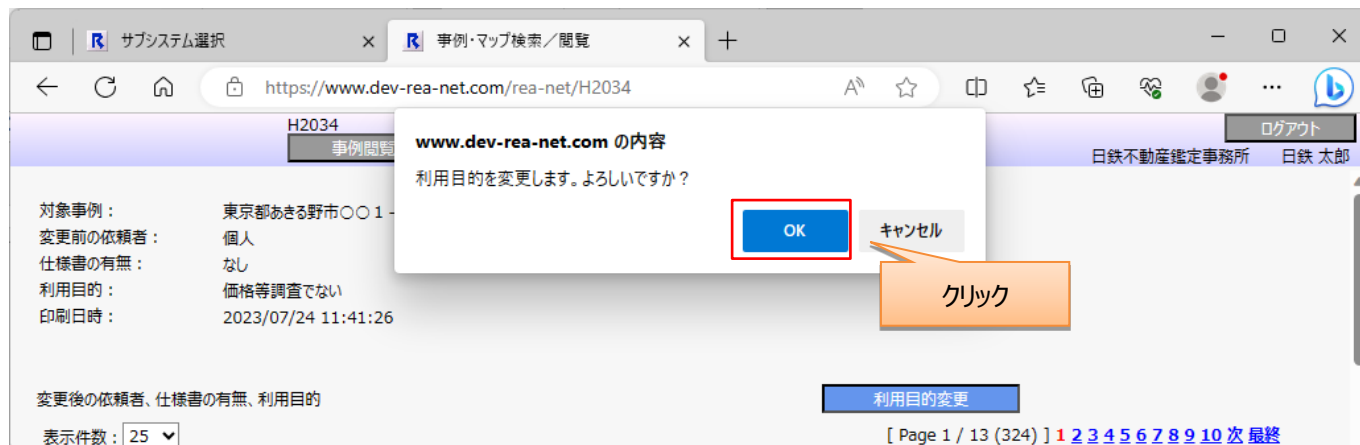 サブシステム選択
事例・マップ検索／閲覧
https://www.dev-rea-net.com/rea-net/H2034
H2034
事例閲覧
ログアウト
日鉄不動産鑑定事務所 日鉄 太郎
www.dev-rea-net.com の内容
利用目的を変更します。よろしいですか？
OK
キャンセル
クリック
対象事例： 東京都あきる野市〇〇１-
変更前の依頼者： 個人
仕様書の有無： なし
利用目的： 価格等調査でない
印刷日時： 2023/07/24 11:41:26
変更後の依頼者、仕様書の有無、利用目的
利用目的変更
表示件数：25
[ Page 1 / 13 (324) ] 1 2 3 4 5 6 7 8 9 10 次 最終